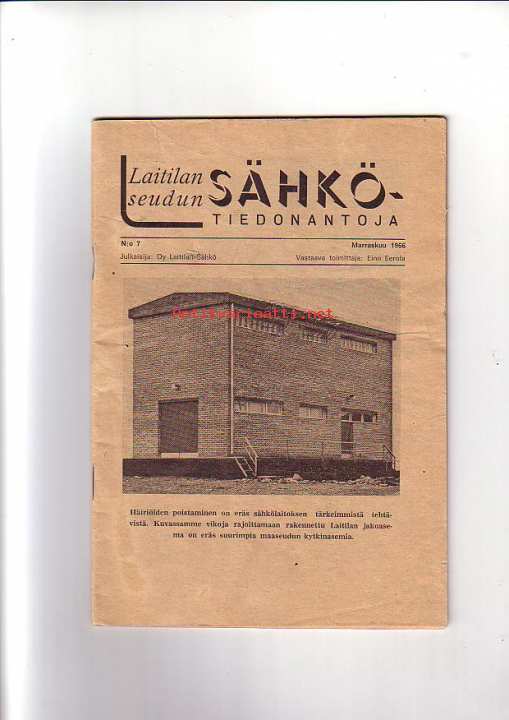 Laitilan
seudun
SÄHKÖ-
TIEDONANTOJA
N:o 7 Marraskuu 1966
Julkaisija: Oy Laitilan Sähkö Vastaava toimittaja: Eino Eerola
Häiriöiden poistaminen on eräs sähkölaitoksen tärkeimmistä tehtä-
vistä. Kuvassamme vikoja rajoittamaan rakennettu Laitilan jakoase-
ma on eräs suurimpia maaseudun kytkinasemia.